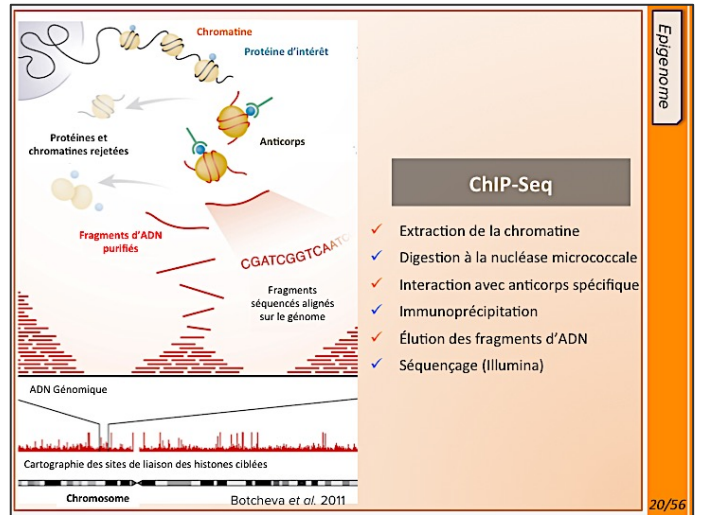 Chromatine
Protéine d'intérêt
Protéines et
chromatines rejetées
Anticorps
Fragments d'ADN
purifiés
CGATCGGTCAATC
Fragments
séquencés alignés
sur le génome
ADN Génomique
Cartographie des sites de liaison des histones ciblées
Chromosome
Botcheva et al. 2011
ChIP-Seq
Extraction de la chromatine
Digestion à la nucléase micrococcale
Interaction avec anticorps spécifique
Immunoprécipitation
Élution des fragments d'ADN
Séquençage (Illumina)
Epigenome
20/56